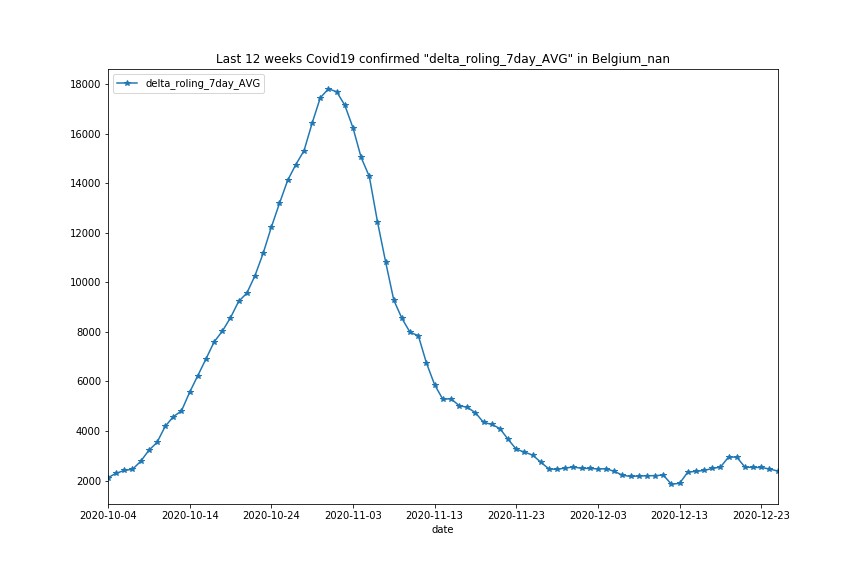 Last 12 weeks Covid19 confirmed "delta_roling_7day_AVG" in Belgium_nan
delta_roling_7day_AVG
18000
16000
14000
12000
10000
8000
6000
4000
2000
2020-10-04 2020-10-14 2020-10-24 2020-11-03 2020-11-13 2020-11-23 2020-12-03 2020-12-13 2020-12-23
date